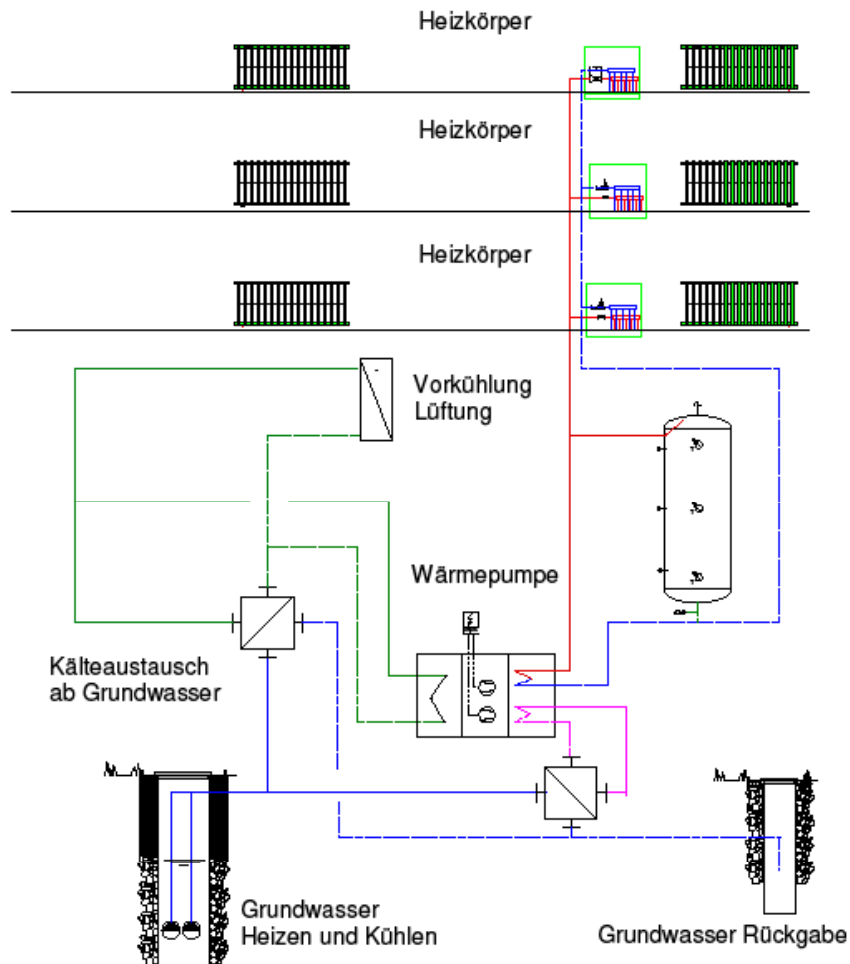 Heizkörper
Heizkörper
Heizkörper
Vorkühlung
Lüftung
Wärmepumpe
Kälteaustausch
ab Grundwasser
Grundwasser
Heizen und Kühlen
Grundwasser Rückgabe